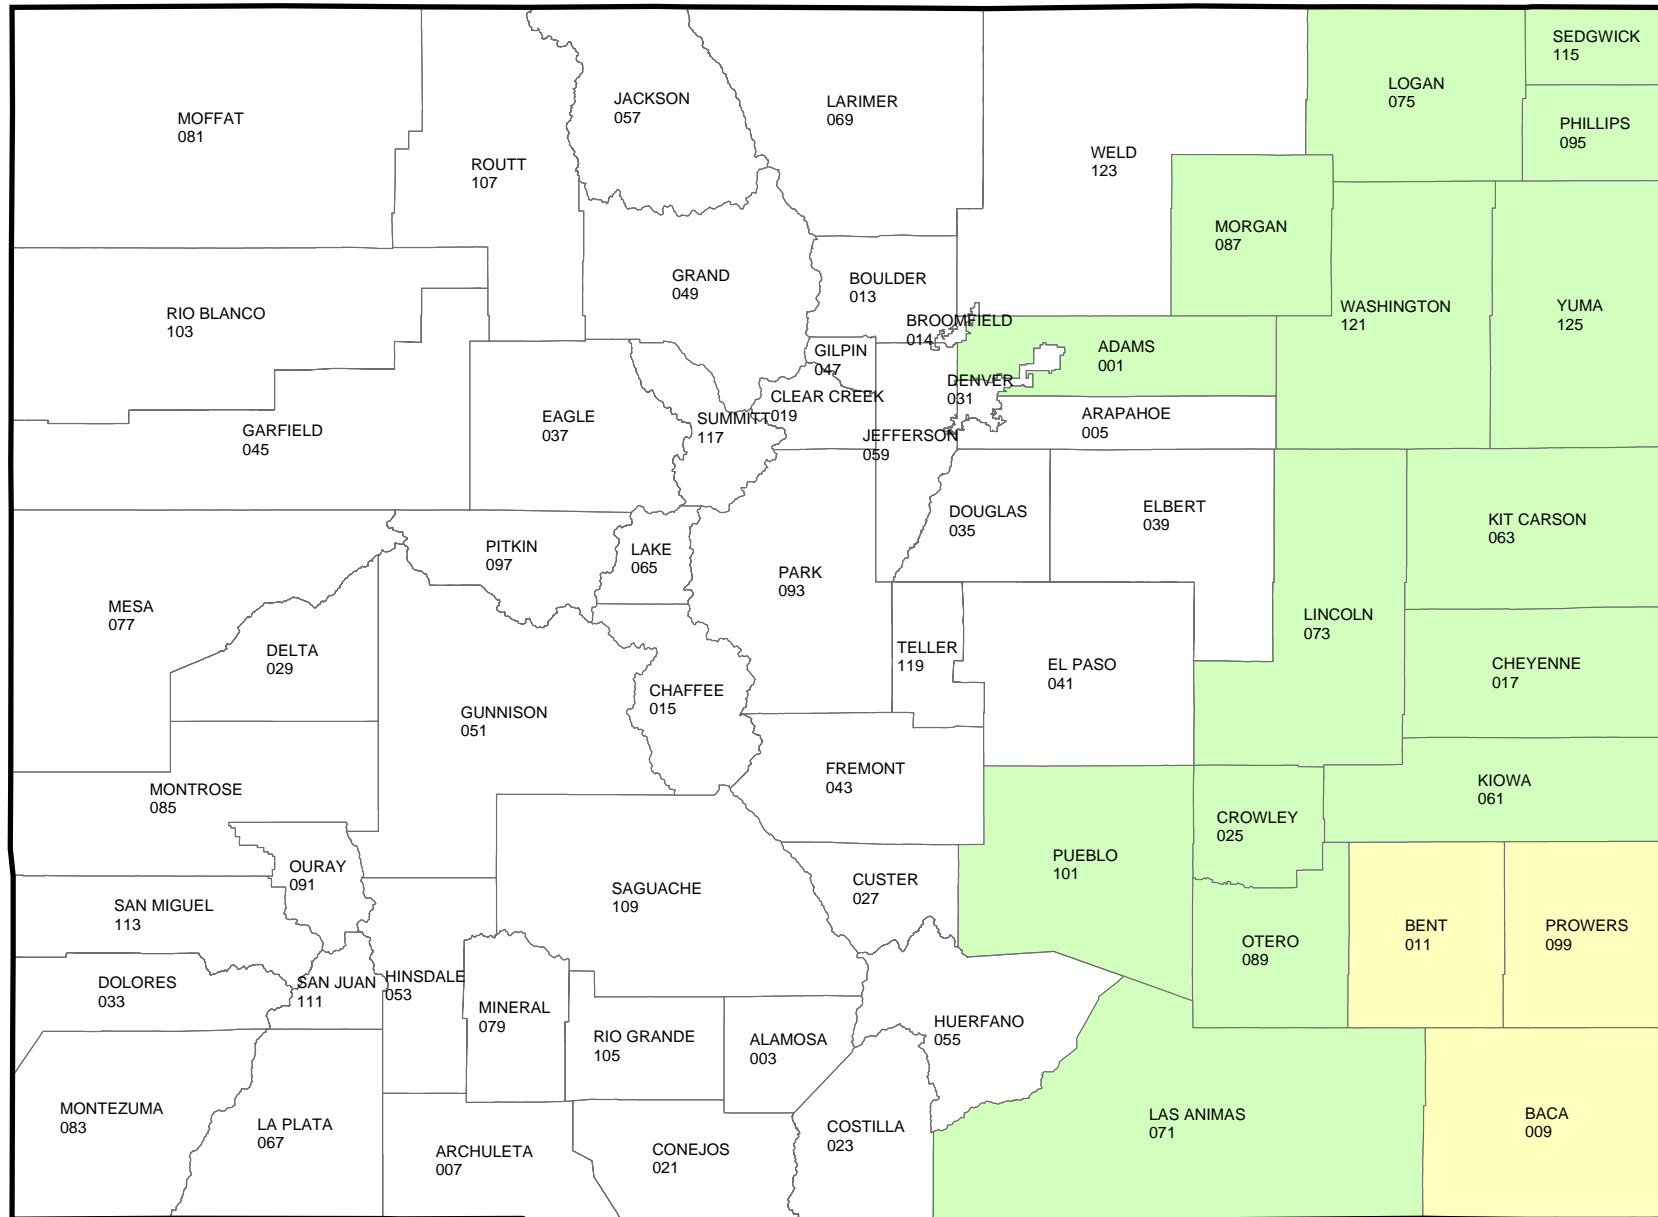 SEDGWICK
115
LOGAN
075
JACKSON
057
LARIMER
069
MOFFAT
081
PHILLIPS
095
WELD
123
ROUTT
107
MORGAN
087
GRAND
049
BOULDER
013
RIO BLANCO
103
WASHINGTON
121
YUMA
125
BROOMFIELD
014
GILPIN
047
ADAMS
001
DENVER
031
CLEAR CREEK
019
EAGLE
037
SUMMITT
117
ARAPAHOE
005
GARFIELD
045
JEFFERSON
059
DOUGLAS
035
ELBERT
039
KIT CARSON
063
PITKIN
097
LAKE
065
PARK
093
MESA
077
LINCOLN
073
DELTA
029
TELLER
119
EL PASO
041
CHEYENNE
017
CHAFFEE
015
GUNNISON
051
FREMONT
043
KIOWA
061
MONTROSE
085
CROWLEY
025
PUEBLO
101
OURAY
091
SAGUACHE
109
CUSTER
027
SAN MIGUEL
113
BENT
011
PROWERS
099
OTERO
089
DOLORES
033
SAN JUAN
111
HINSDALE
053
MINERAL
079
RIO GRANDE
105
ALAMOSA
003
HUERFANO
055
MONTEZUMA
083
LA PLATA
067
ARCHULETA
007
CONEJOS
021
COSTILLA
023
LAS ANIMAS
071
BACA
009